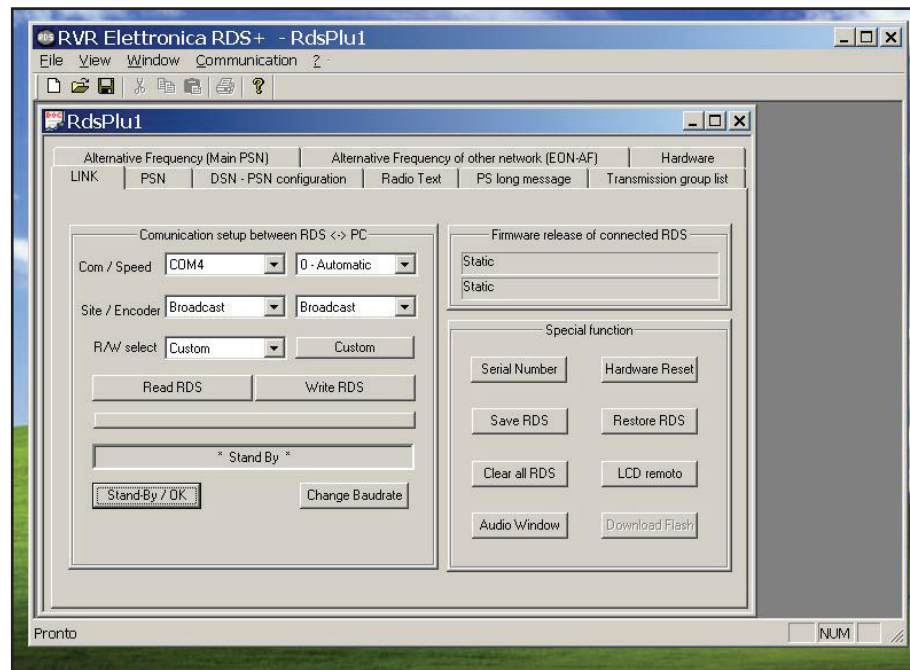 RDS RVR Elettronica RDS+ - RdsPlu1
File View Window Communication ?
RdsPlu1
Alternative Frequency (Main PSN) Alternative Frequency of other network (EON-AF) Hardware
LINK PSN DSN - PSN configuration Radio Text PS long message Transmission group list
Comunication setup between RDS <-> PC
Com / Speed COM4 0 - Automatic
Site / Encoder Broadcast Broadcast
R/W select Custom Custom
Read RDS Write RDS
* Stand By *
Stand-By / OK Change Baudrate
Firmware release of connected RDS
Static
Static
Special function
Serial Number Hardware Reset
Save RDS Restore RDS
Clear all RDS LCD remoto
Audio Window Download Flash
Pronto NUM